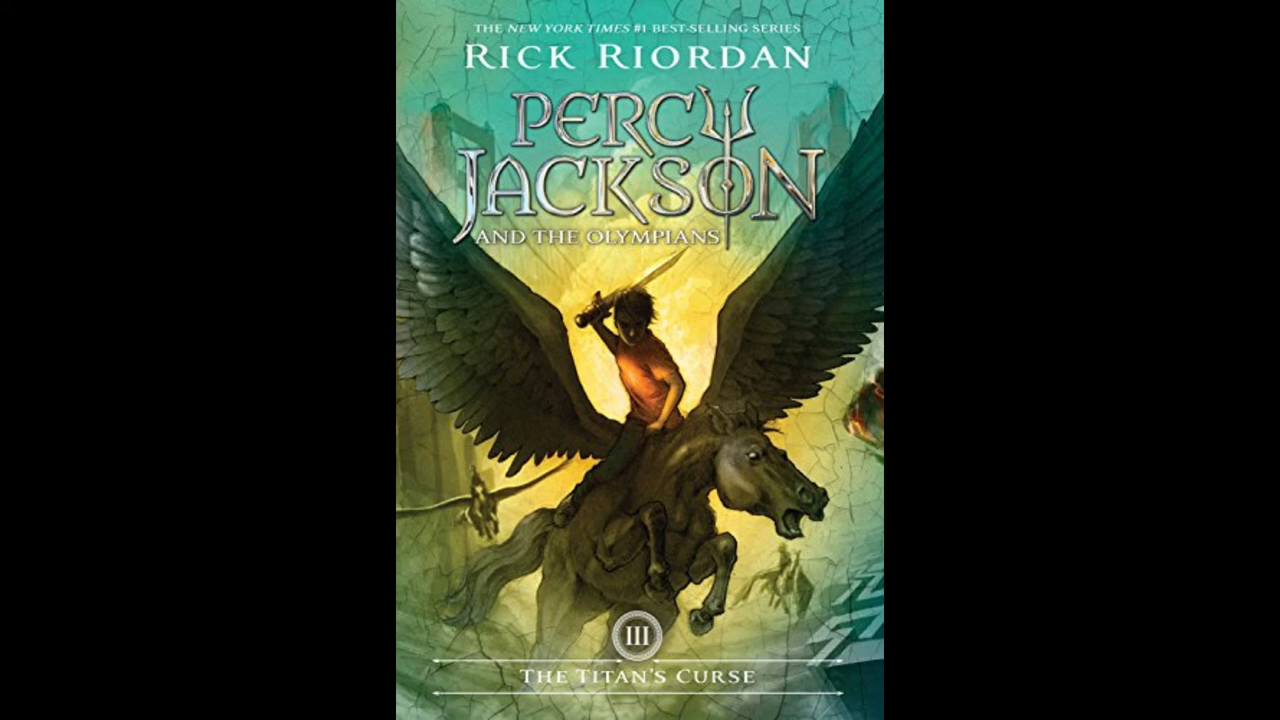 THE NEW YORK TIMES #1 BEST-SELLING SERIES
RICK RIORDAN
PERCY
JACKSON
AND THE OLYMPIANS
III
THE TITAN'S CURSE